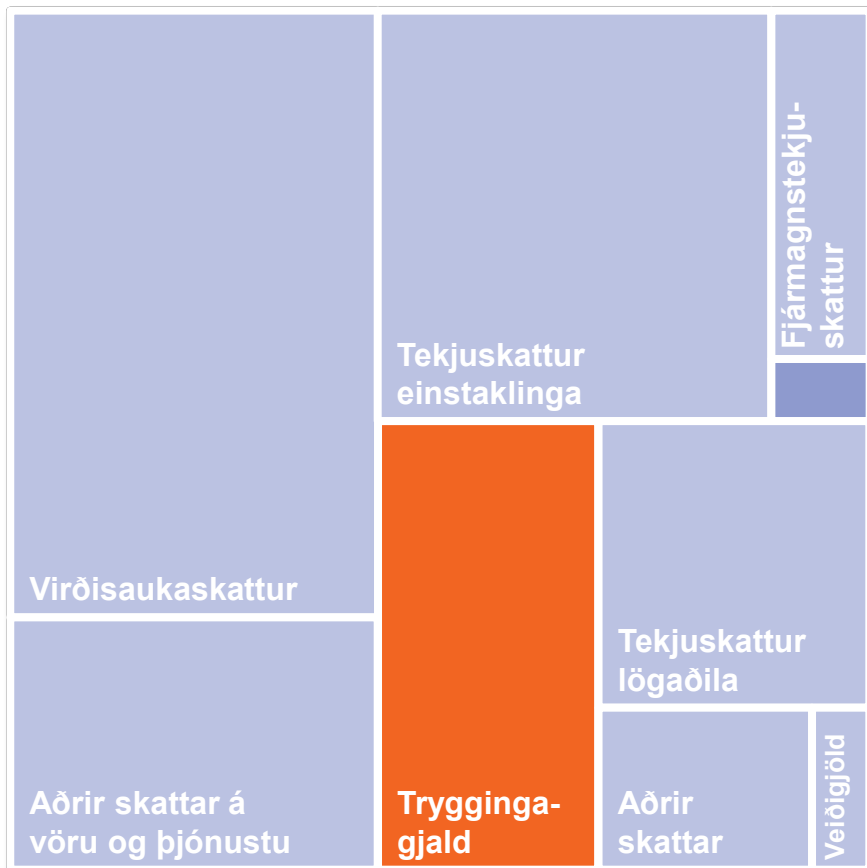 Virðisaukaskattur
Aðrir skattar á
vöru og þjónustu
Tekjuskattur
einstaklinga
Fjármagnstekju-
skattur
Trygginga-
gjald
Tekjuskattur
lögaðila
Aðrir
skattar
Veiðigjöld